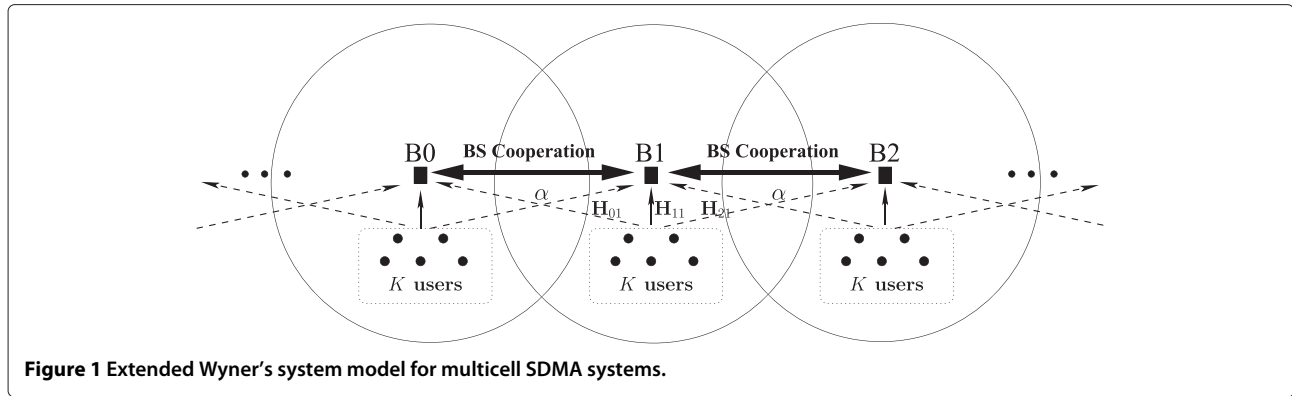 B0 BS Cooperation B1 BS Cooperation B2
α α
H₀₁ H₁₁ H₂₁
K users K users K users
Figure 1 Extended Wyner's system model for multicell SDMA systems.